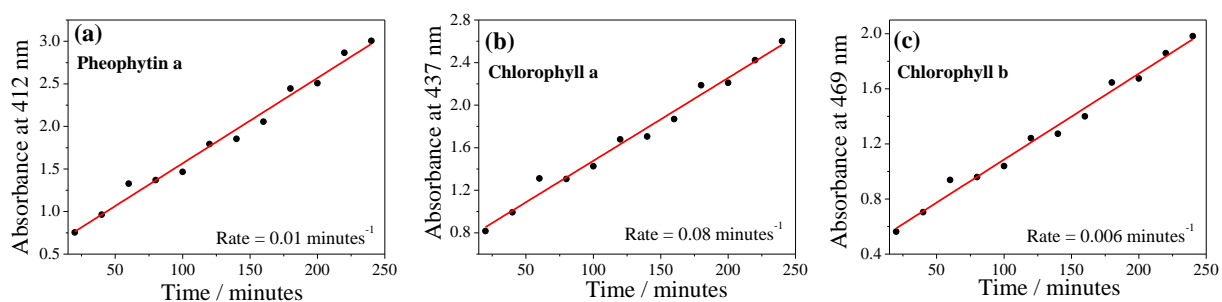 (a)
Pheophytin a
Absorbance at 412 nm
3.0
2.5
2.0
1.5
1.0
0.5
50 100 150 200 250
Time / minutes
Rate = 0.01 minutes⁻¹
(b)
Chlorophyll a
Absorbance at 437 nm
2.8
2.4
2.0
1.6
1.2
0.8
50 100 150 200 250
Time / minutes
Rate = 0.08 minutes⁻¹
(c)
Chlorophyll b
Absorbance at 469 nm
2.0
1.6
1.2
0.8
0.4
50 100 150 200 250
Time / minutes
Rate = 0.006 minutes⁻¹